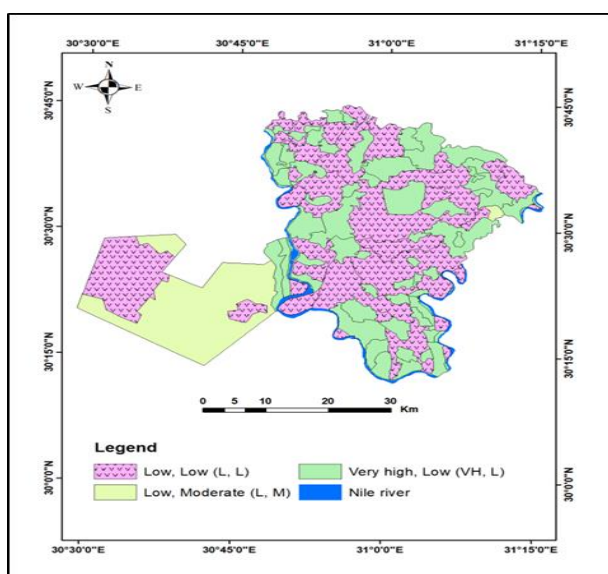 30°30'0"E 30°45'0"E 31°0'0"E 31°15'0"E
N
W E
S
30°45'0"N 30°45'0"N
30°30'0"N 30°30'0"N
30°15'0"N 30°15'0"N
0 5 10 20 30
Km
Legend
Low, Low (L, L) Very high, Low (VH, L)
Low, Moderate (L, M) Nile river
30°0'0"N 30°0'0"N
30°30'0"E 30°45'0"E 31°0'0"E 31°15'0"E